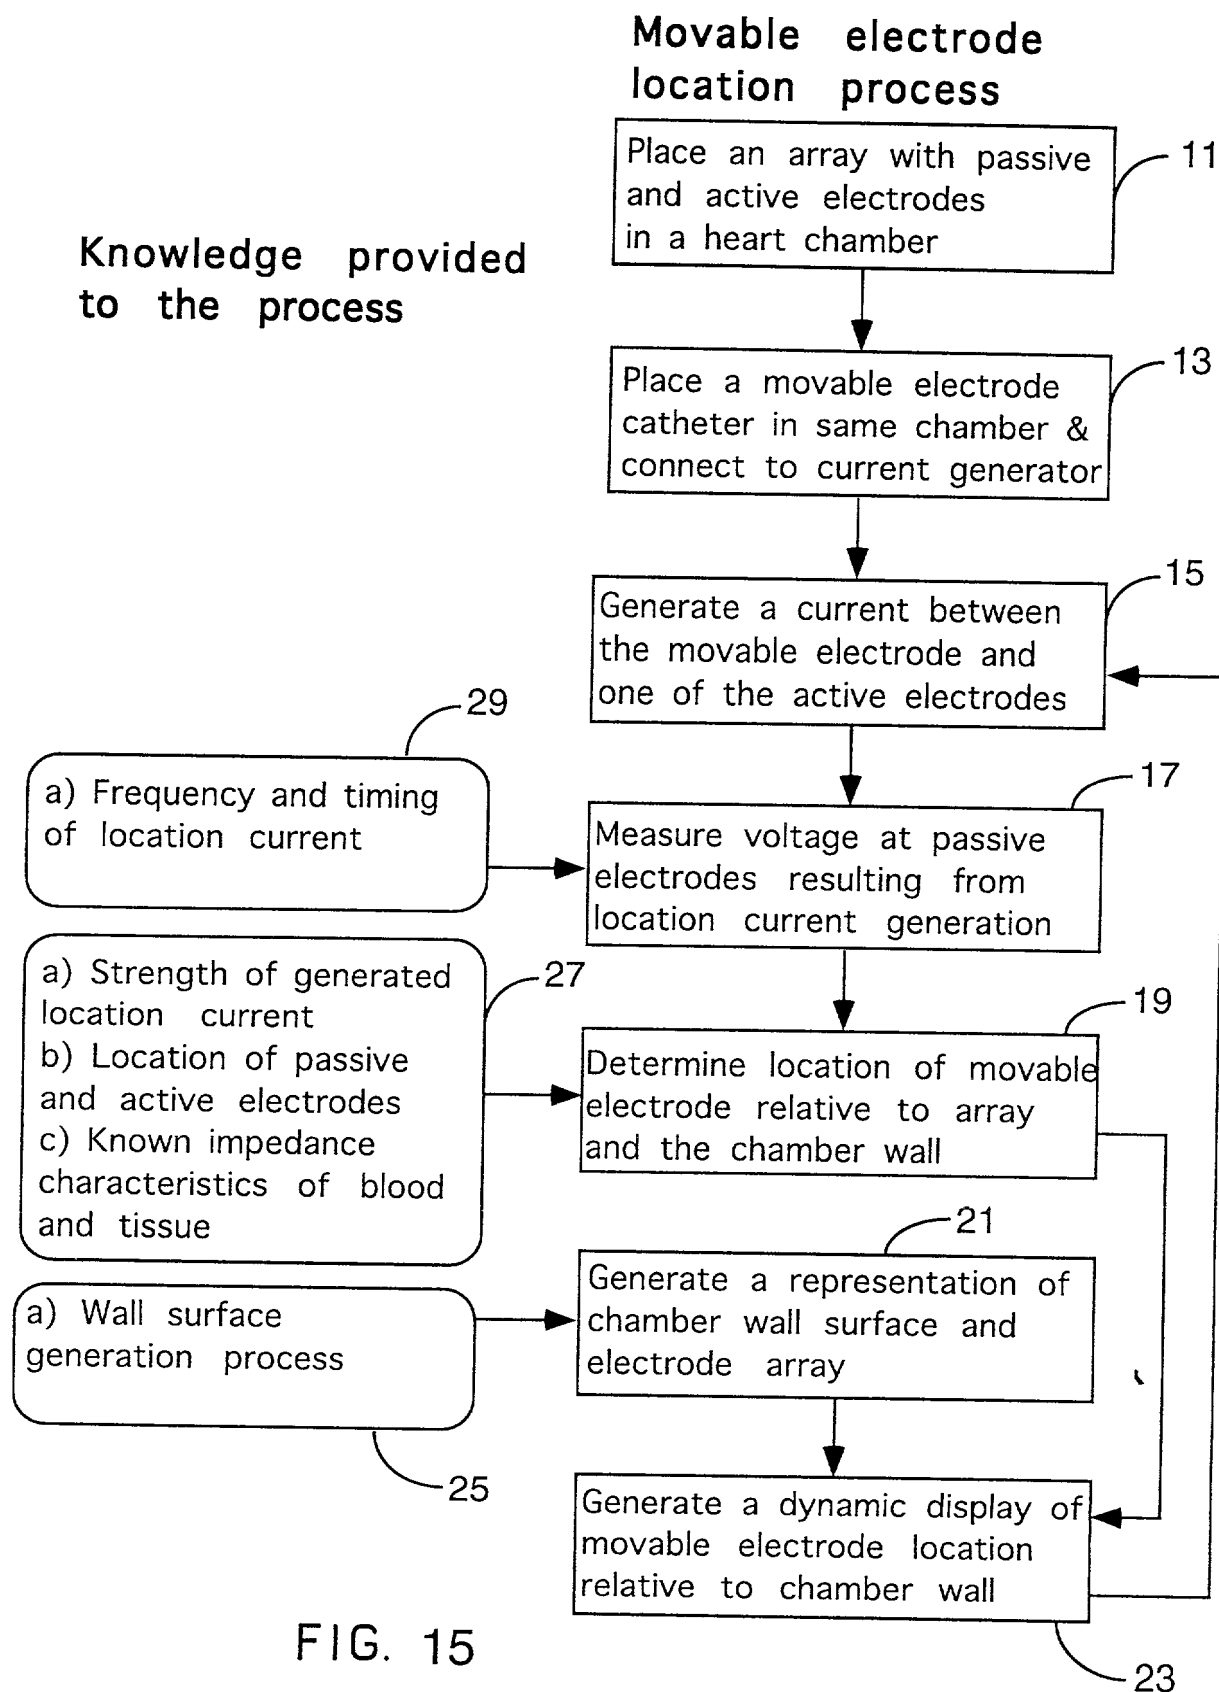 Movable electrode
location process
Place an array with passive
and active electrodes
in a heart chamber
11
Knowledge provided
to the process
Place a movable electrode
catheter in same chamber &
connect to current generator
13
Generate a current between
the movable electrode and
one of the active electrodes
15
29
a) Frequency and timing
of location current
Measure voltage at passive
electrodes resulting from
location current generation
17
a) Strength of generated
location current
b) Location of passive
and active electrodes
c) Known impedance
characteristics of blood
and tissue
27
Determine location of movable
electrode relative to array
and the chamber wall
19
a) Wall surface
generation process
25
Generate a representation of
chamber wall surface and
electrode array
21
Generate a dynamic display of
movable electrode location
relative to chamber wall
23
FIG. 15